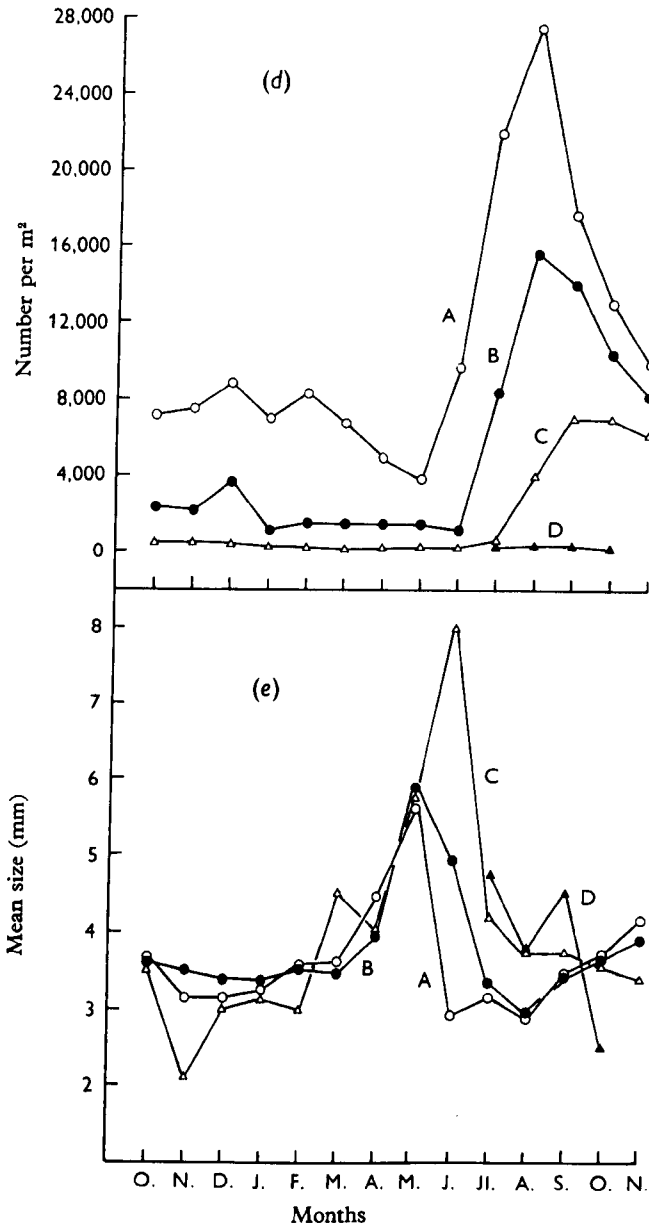 28,000
24,000
20,000
16,000
12,000
8,000
4,000
0
Number per m²
(d)
A
B
C
D
8
7
6
5
4
3
2
Mean size (mm)
(e)
C
D
B
A
O. N. D. J. F. M. A. M. J. Jl. A. S. O. N.
Months